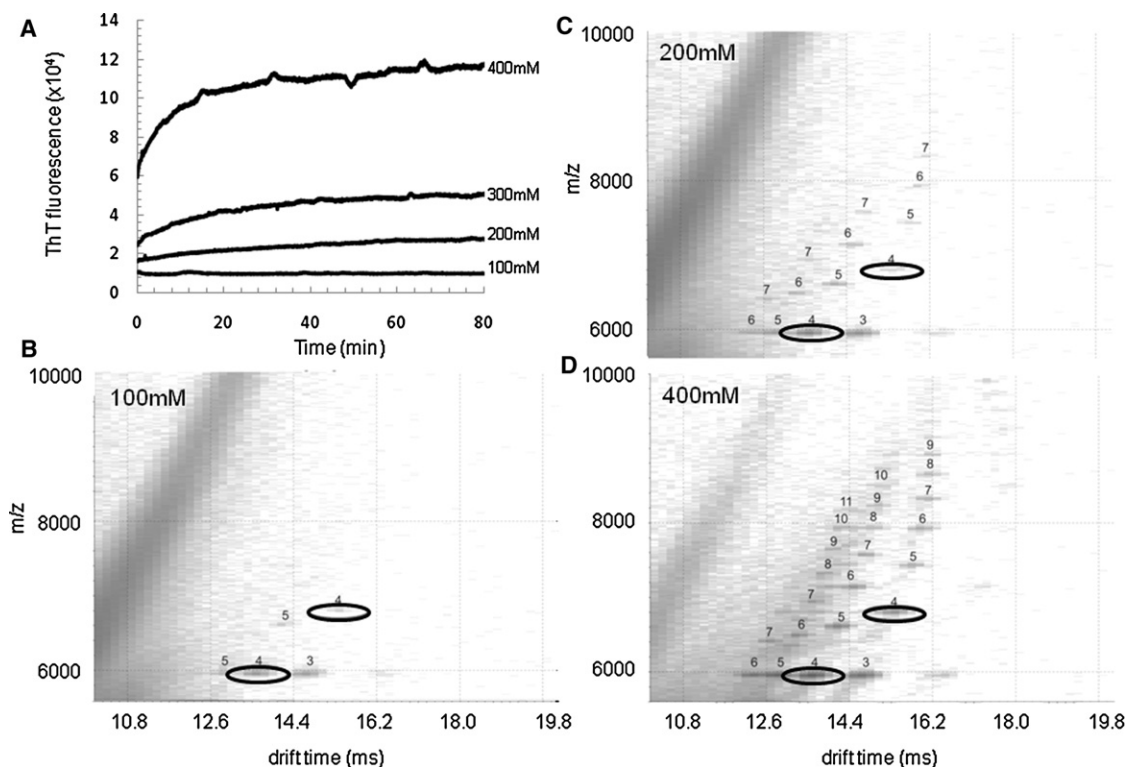 A
ThT fluorescence (x10⁴)
14
12
10
8
6
4
2
0
400mM
300mM
200mM
100mM
0 20 40 60 80
Time (min)
B
100mM
m/z
10000
8000
6000
4
5
5 4 3
10.8 12.6 14.4 16.2 18.0 19.8
drift time (ms)
C
200mM
m/z
10000
8000
6000
7
6
7
5
6
4
7
5
6
7
6 5 4 3
D
400mM
10000
8000
6000
9
8
10
7
9
11
6
8
10
7
9
5
8
6
4
7
5
6
7
6 5 4 3
10.8 12.6 14.4 16.2 18.0 19.8
drift time (ms)